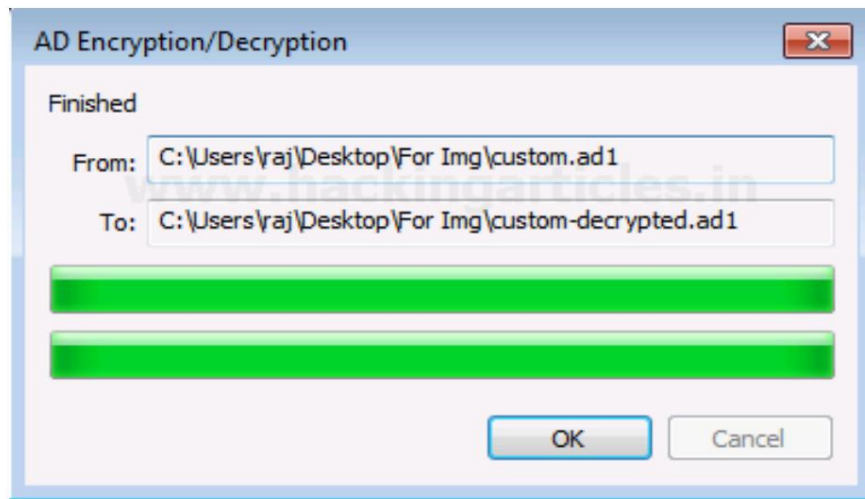 AD Encryption/Decryption
Finished
From: C:\Users\raj\Desktop\For Img\custom.ad1
www.hackingarticles.in
To: C:\Users\raj\Desktop\For Img\custom-decrypted.ad1
OK Cancel